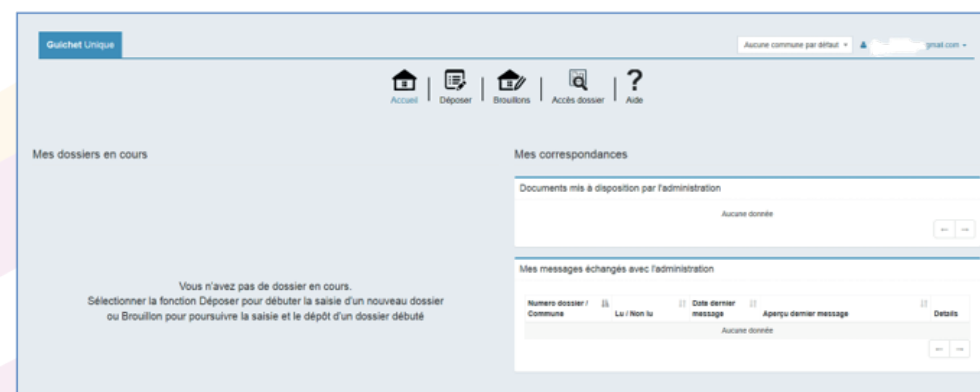 Guichet Unique
Aucune commune par défaut
gmail.com
Accueil
Déposer
Brouillons
Accès dossier
?
Aide
Mes dossiers en cours
Vous n'avez pas de dossier en cours.
Sélectionner la fonction Déposer pour débuter la saisie d'un nouveau dossier
ou Brouillon pour poursuivre la saisie et le dépôt d'un dossier débuté
Mes correspondances
Documents mis à disposition par l'administration
Aucune donnée
← →
Mes messages échangés avec l'administration
Numero dossier /
Commune
Lu / Non lu
Date dernier
message
Aperçu dernier message
Details
Aucune donnée
← →